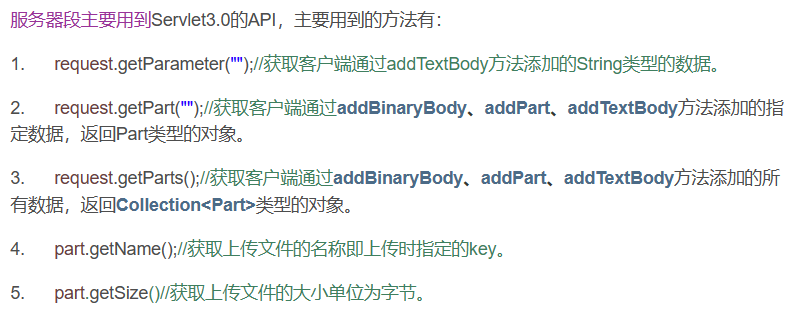 服务器段主要用到Servlet3.0的API，主要用到的方法有：
1. request.getParameter("");//获取客户端通过addTextBody方法添加的String类型的数据。
2. request.getPart("");//获取客户端通过addBinaryBody、addPart、addTextBody方法添加的指
定数据，返回Part类型的对象。
3. request.getParts();//获取客户端通过addBinaryBody、addPart、addTextBody方法添加的所
有数据，返回Collection<Part>类型的对象。
4. part.getName();//获取上传文件的名称即上传时指定的key。
5. part.getSize()//获取上传文件的大小单位为字节。